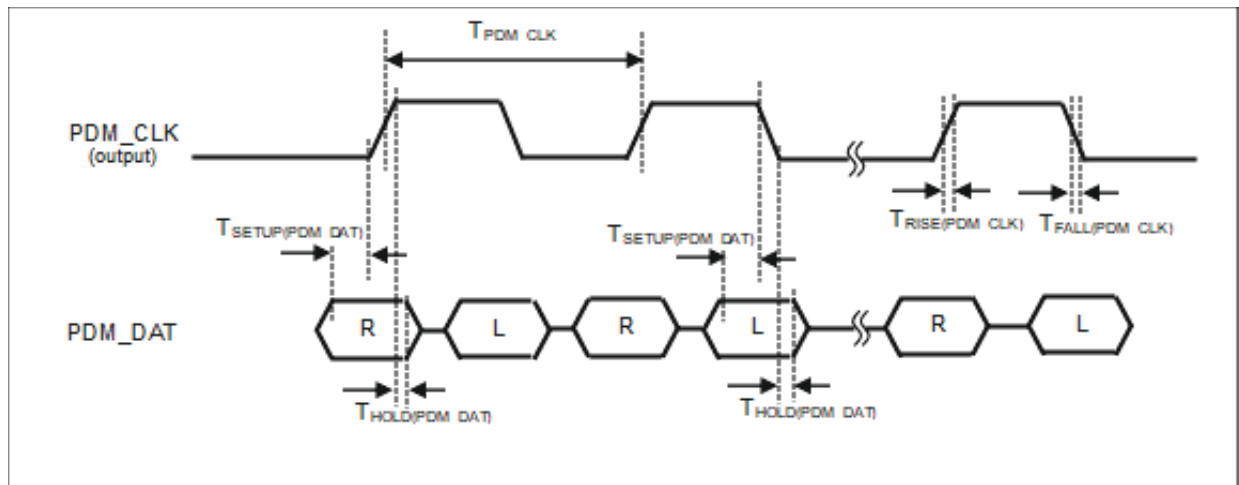 TPDM CLK
PDM_CLK
(output)
TSETUP(PDM DAT)
TSETUP(PDM DAT)
TRISE(PDM CLK)
TFALL(PDM CLK)
PDM_DAT
R
L
R
L
R
L
THOLD(PDM DAT)
THOLD(PDM DAT)